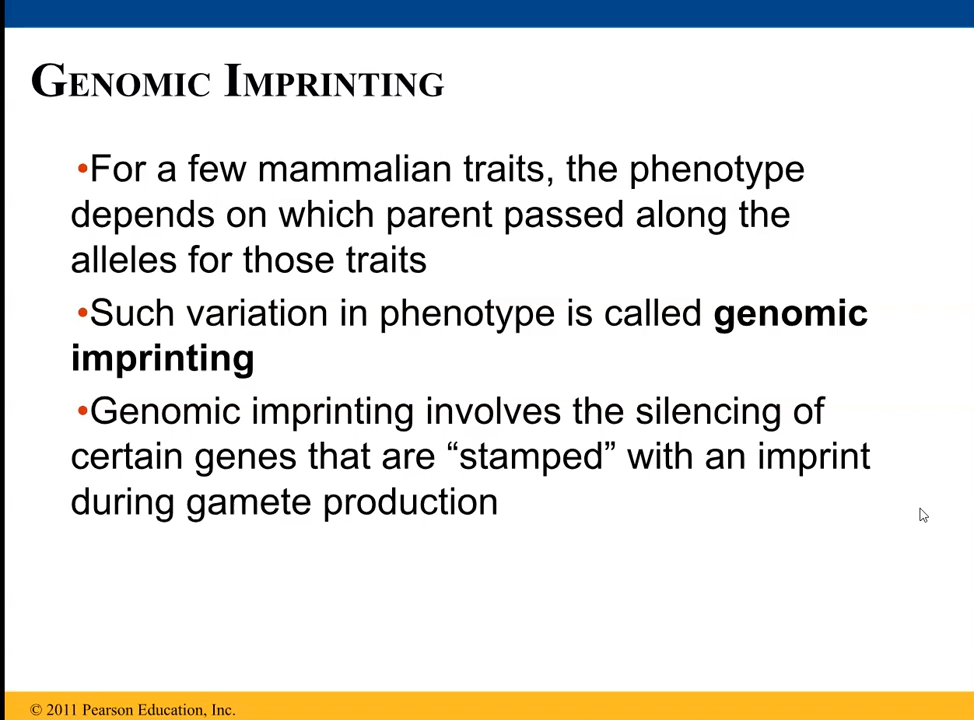 GENOMIC IMPRINTING
•For a few mammalian traits, the phenotype
depends on which parent passed along the
alleles for those traits
•Such variation in phenotype is called genomic
imprinting
•Genomic imprinting involves the silencing of
certain genes that are “stamped” with an imprint
during gamete production
© 2011 Pearson Education, Inc.